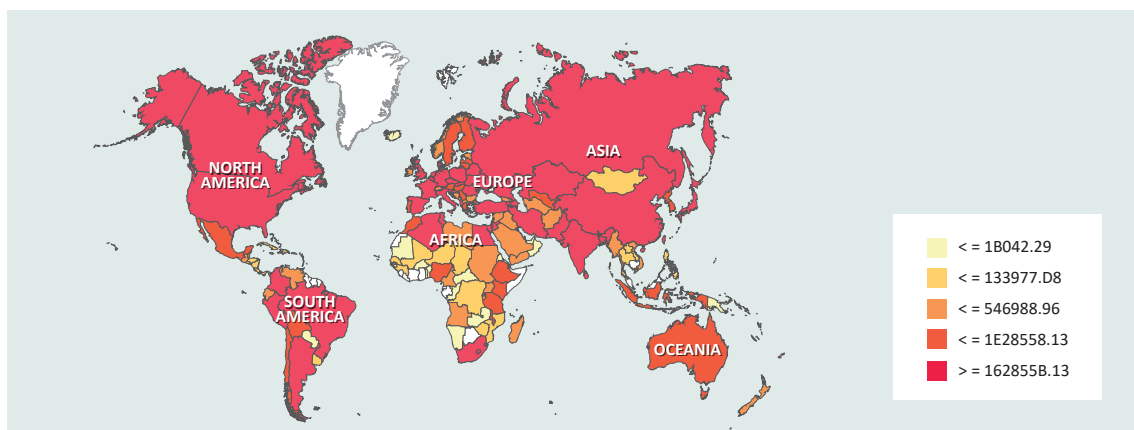 NORTH
AMERICA
SOUTH
AMERICA
EUROPE
AFRICA
ASIA
OCEANIA
< = 1B042.29
< = 133977.D8
< = 546988.96
< = 1E28558.13
> = 162855B.13